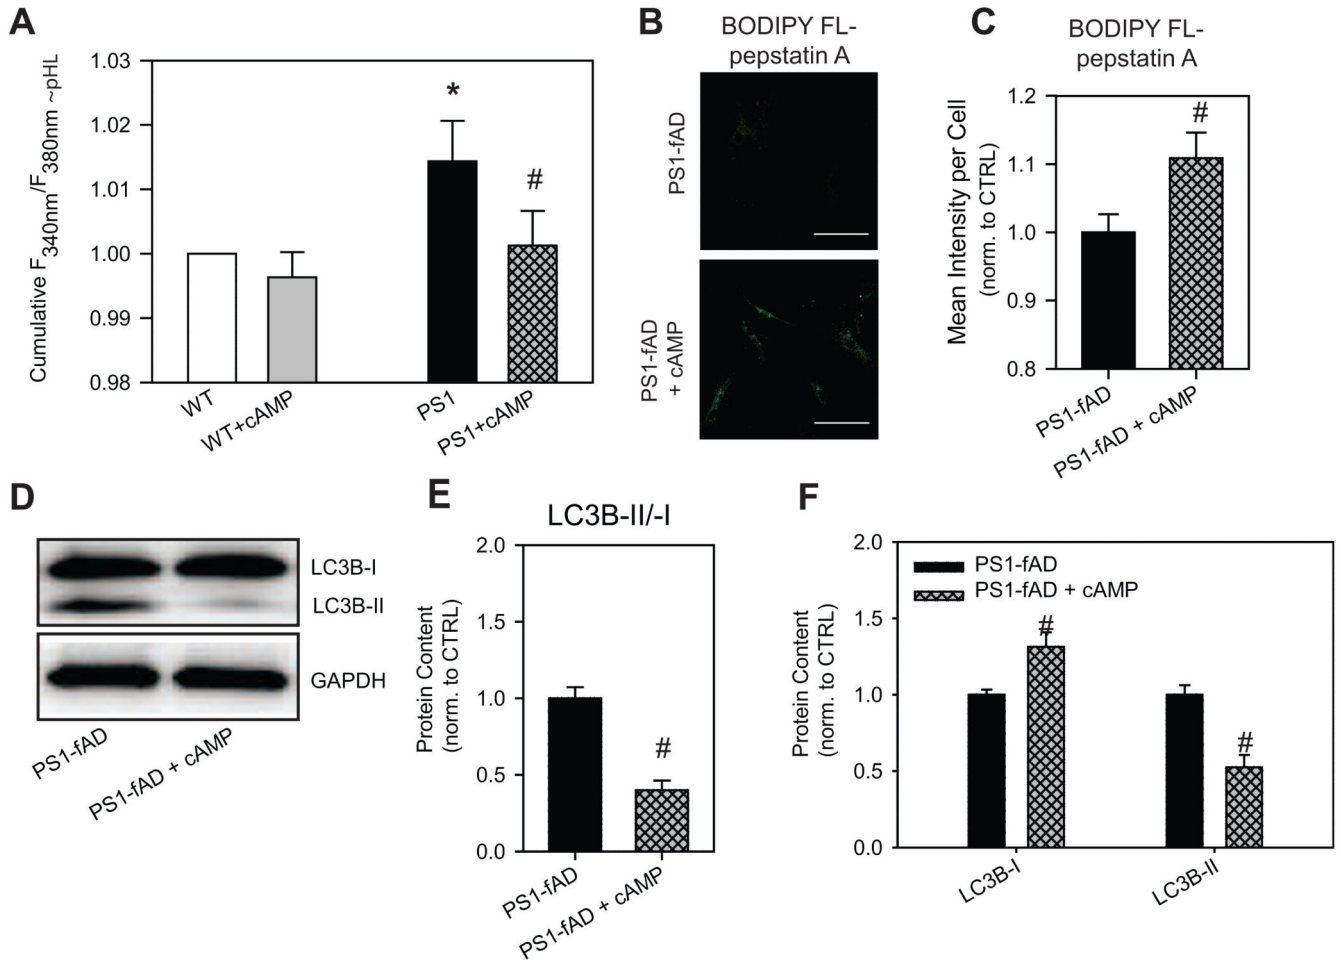 A
Cumulative F340nm/F380nm ~pHL
1.03
1.02
1.01
1.00
0.99
0.98
*
#
WT
WT+cAMP
PS1
PS1+cAMP
B
BODIPY FL-
pepstatin A
PS1-fAD
PS1-fAD
+ cAMP
C
BODIPY FL-
pepstatin A
Mean Intensity per Cell
(norm. to CTRL)
1.2
1.1
1.0
0.9
0.8
#
PS1-fAD
PS1-fAD + cAMP
D
LC3B-I
LC3B-II
GAPDH
PS1-fAD
PS1-fAD + cAMP
E
LC3B-II/-I
Protein Content
(norm. to CTRL)
2.0
1.5
1.0
0.5
0.0
#
PS1-fAD
PS1-fAD + cAMP
F
Protein Content
(norm. to CTRL)
2.0
1.5
1.0
0.5
0.0
PS1-fAD
PS1-fAD + cAMP
#
#
LC3B-I
LC3B-II